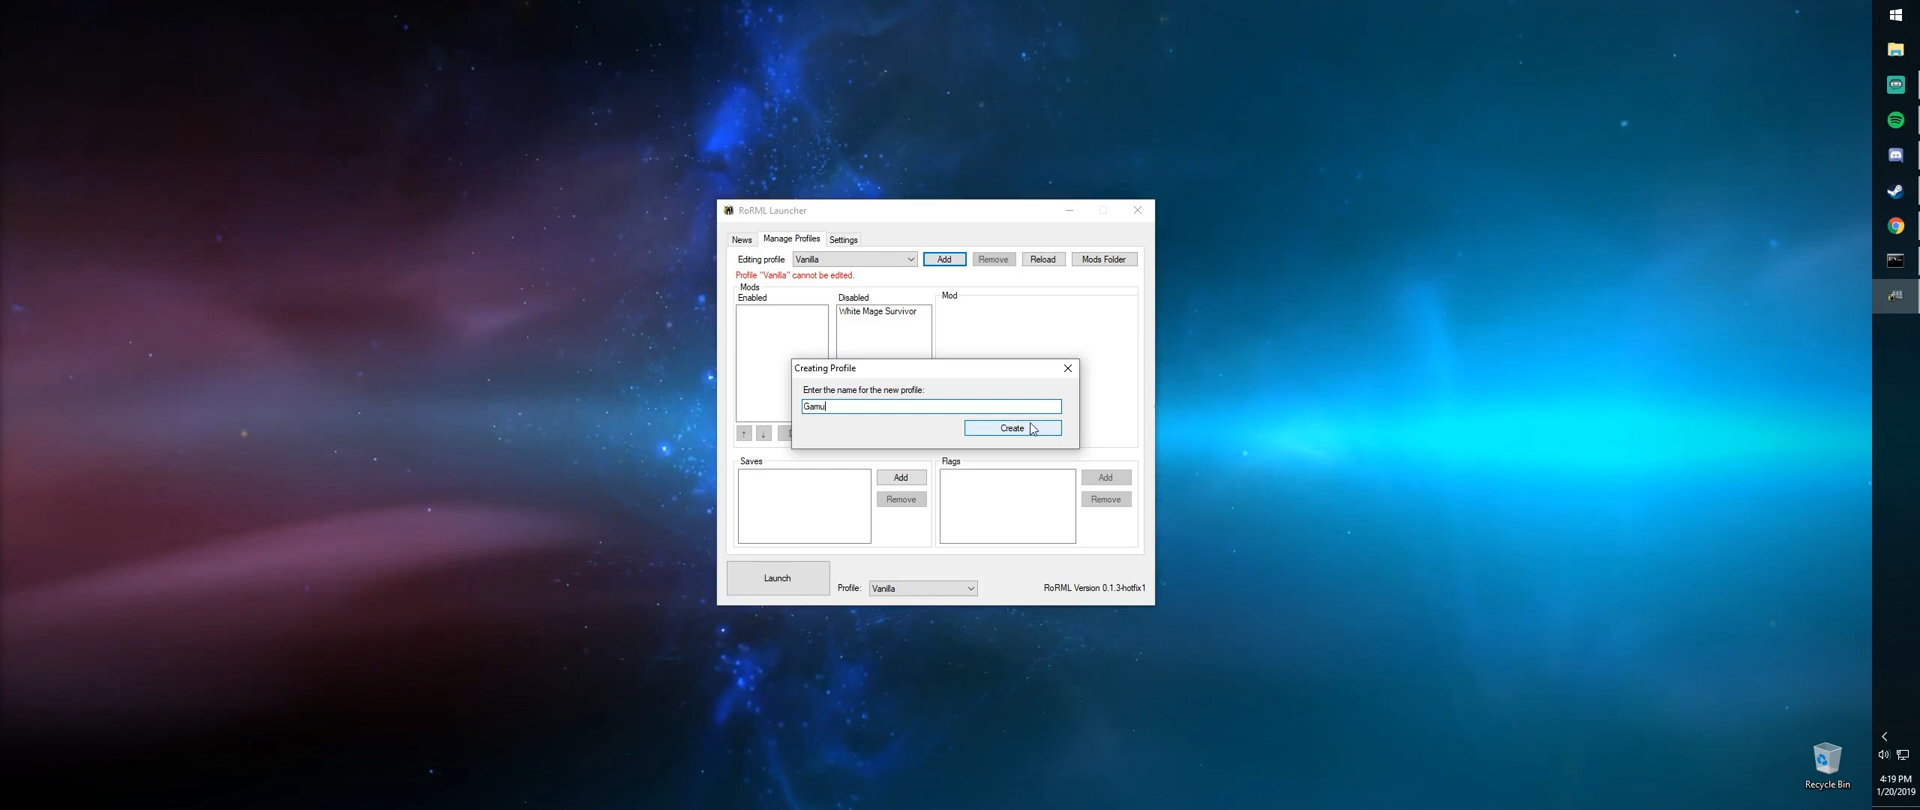 RoRML Launcher
News Manage Profiles Settings
Editing profile Vanilla Add Remove Reload Mods Folder
Profile "Vanilla" cannot be edited.
Mods
Enabled Disabled Mod
White Mage Survivor
Creating Profile
Enter the name for the new profile:
Gamu
Create
↑ ↓
Saves Flags
Add Add
Remove Remove
Launch
Profile: Vanilla RoRML Version 0.1.3-hotfix1
Recycle Bin
4:19 PM
1/20/2019